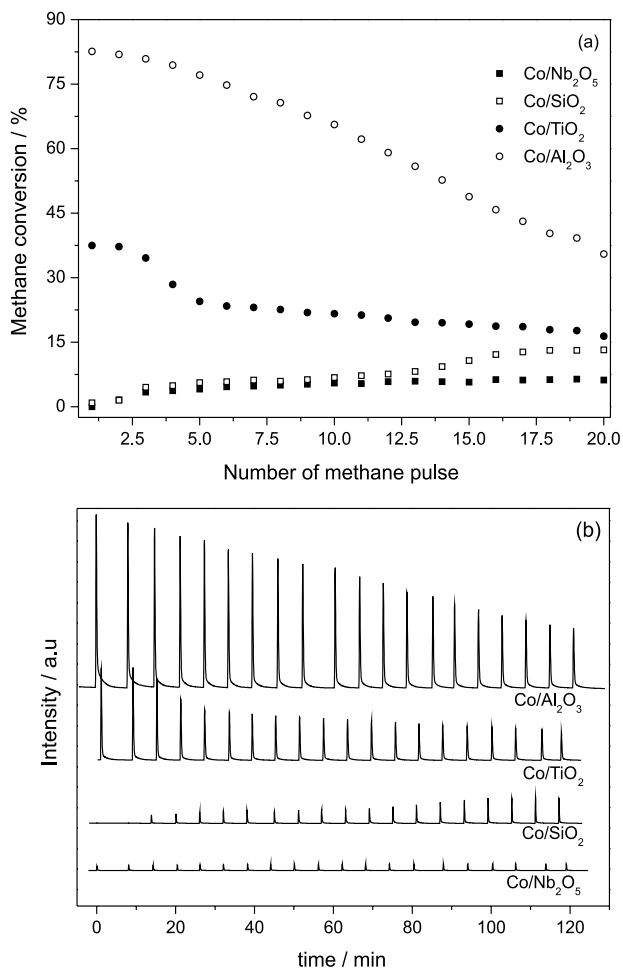 90
(a)
75
60
45
30
15
0
Methane conversion / %
Co/Nb₂O₅
Co/SiO₂
Co/TiO₂
Co/Al₂O₃
2.5 5.0 7.5 10.0 12.5 15.0 17.5 20.0
Number of methane pulse
(b)
Intensity / a.u
Co/Al₂O₃
Co/TiO₂
Co/SiO₂
Co/Nb₂O₅
0 20 40 60 80 100 120
time / min